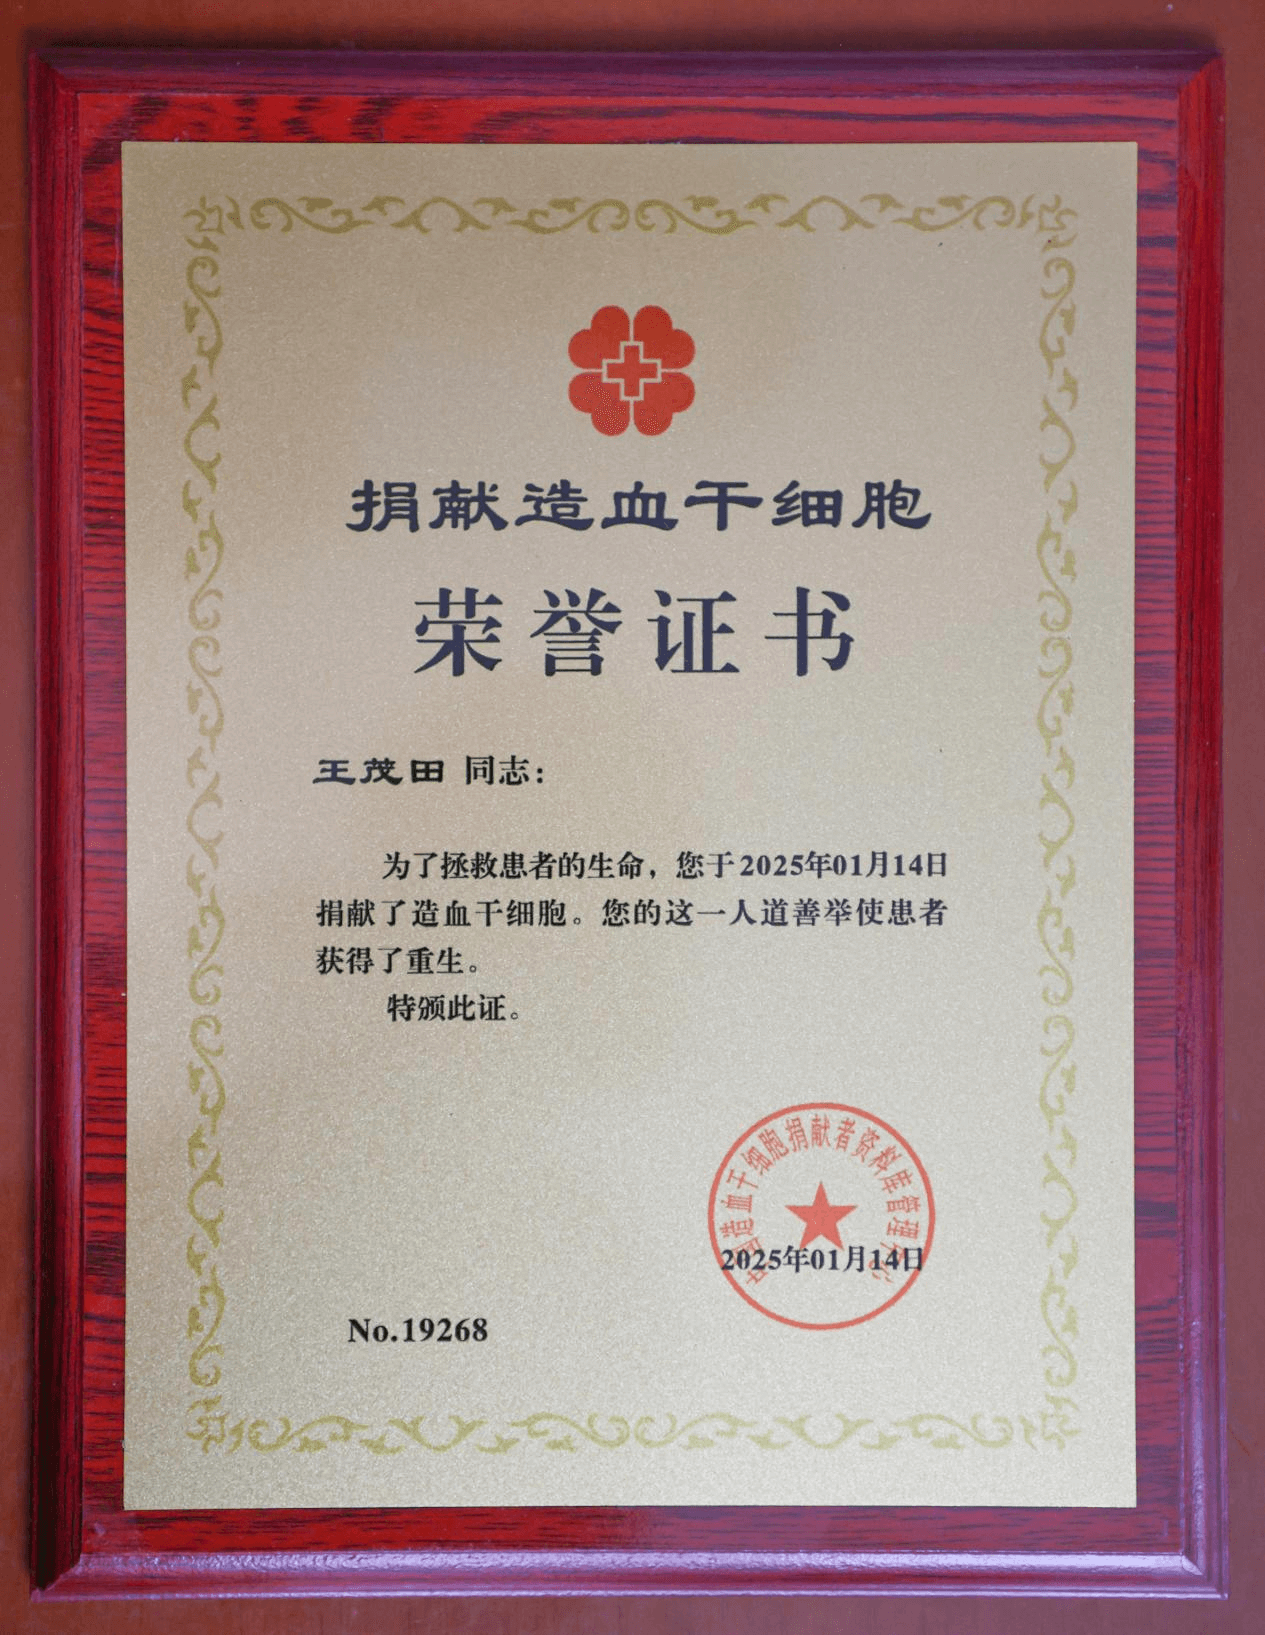 捐献造血干细胞
荣誉证书
王茂田 同志：
为了拯救患者的生命，您于2025年01月14日
捐献了造血干细胞。您的这一人道善举使患者
获得了重生。
特颁此证。
中国造血干细胞捐献者资料库管理中心
2025年01月14日
No.19268